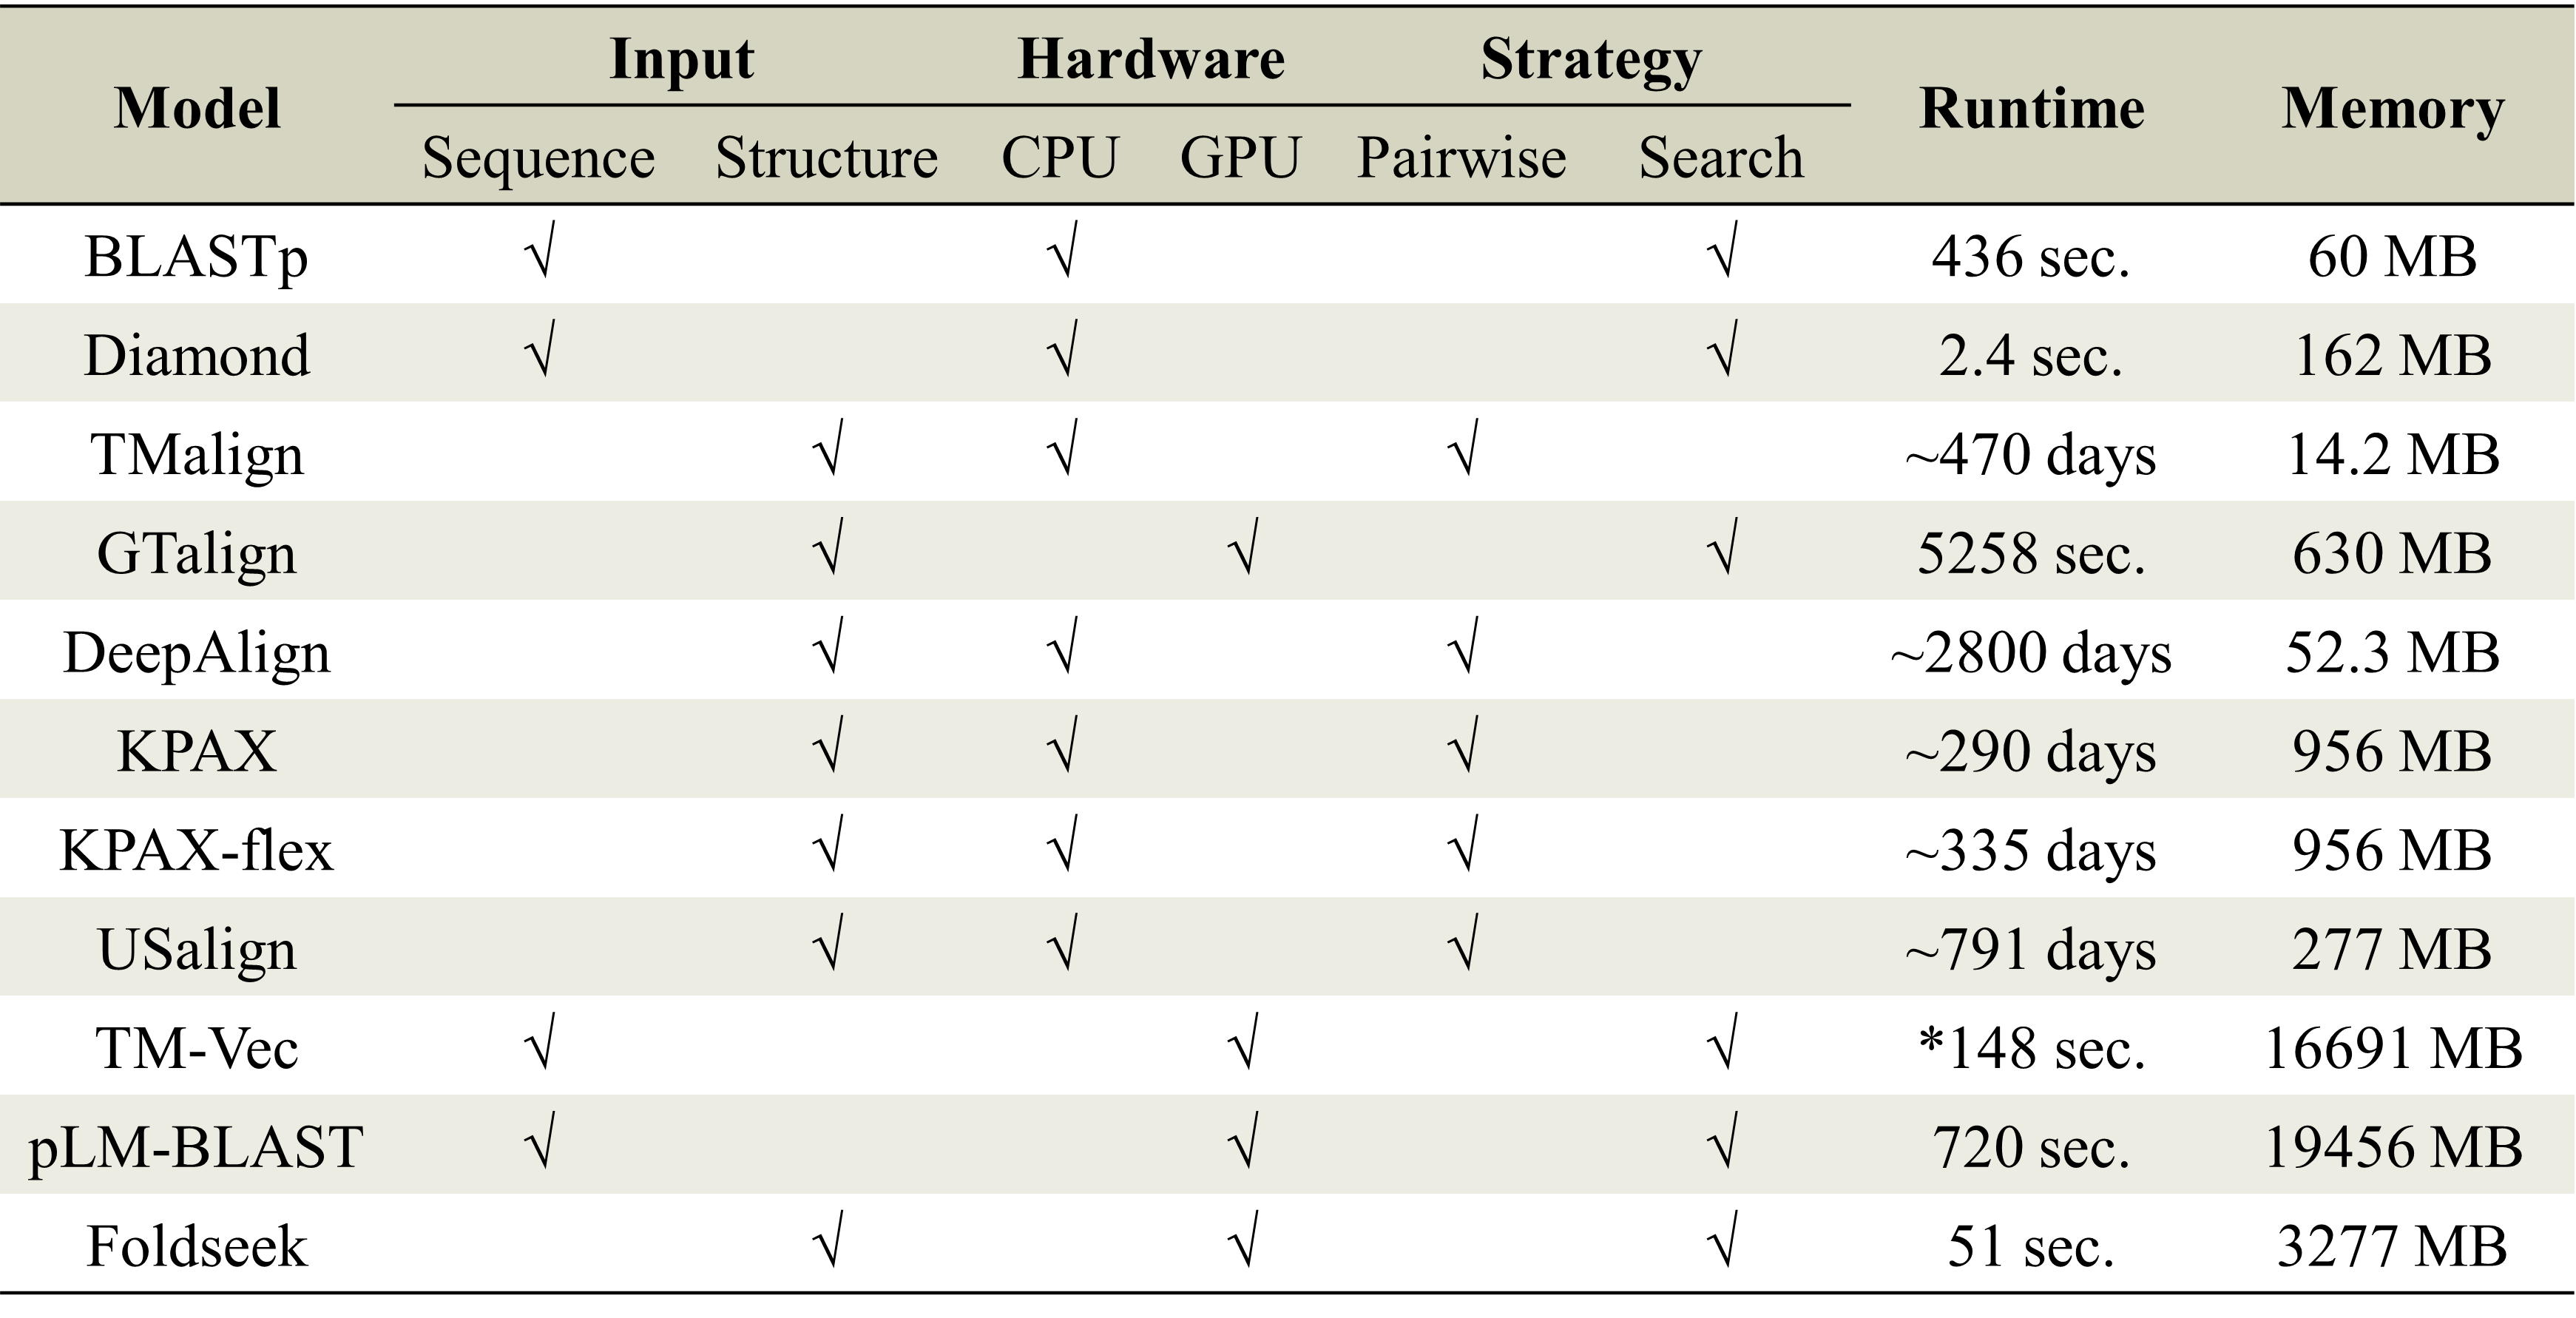 Input Hardware Strategy
Model Runtime Memory
Sequence Structure CPU GPU Pairwise Search
BLASTp √ √ √ 436 sec. 60 MB
Diamond √ √ √ 2.4 sec. 162 MB
TMalign √ √ √ ~470 days 14.2 MB
GTalign √ √ √ 5258 sec. 630 MB
DeepAlign √ √ √ ~2800 days 52.3 MB
KPAX √ √ √ ~290 days 956 MB
KPAX-flex √ √ √ ~335 days 956 MB
USalign √ √ √ ~791 days 277 MB
TM-Vec √ √ √ *148 sec. 16691 MB
pLM-BLAST √ √ √ 720 sec. 19456 MB
Foldseek √ √ √ 51 sec. 3277 MB